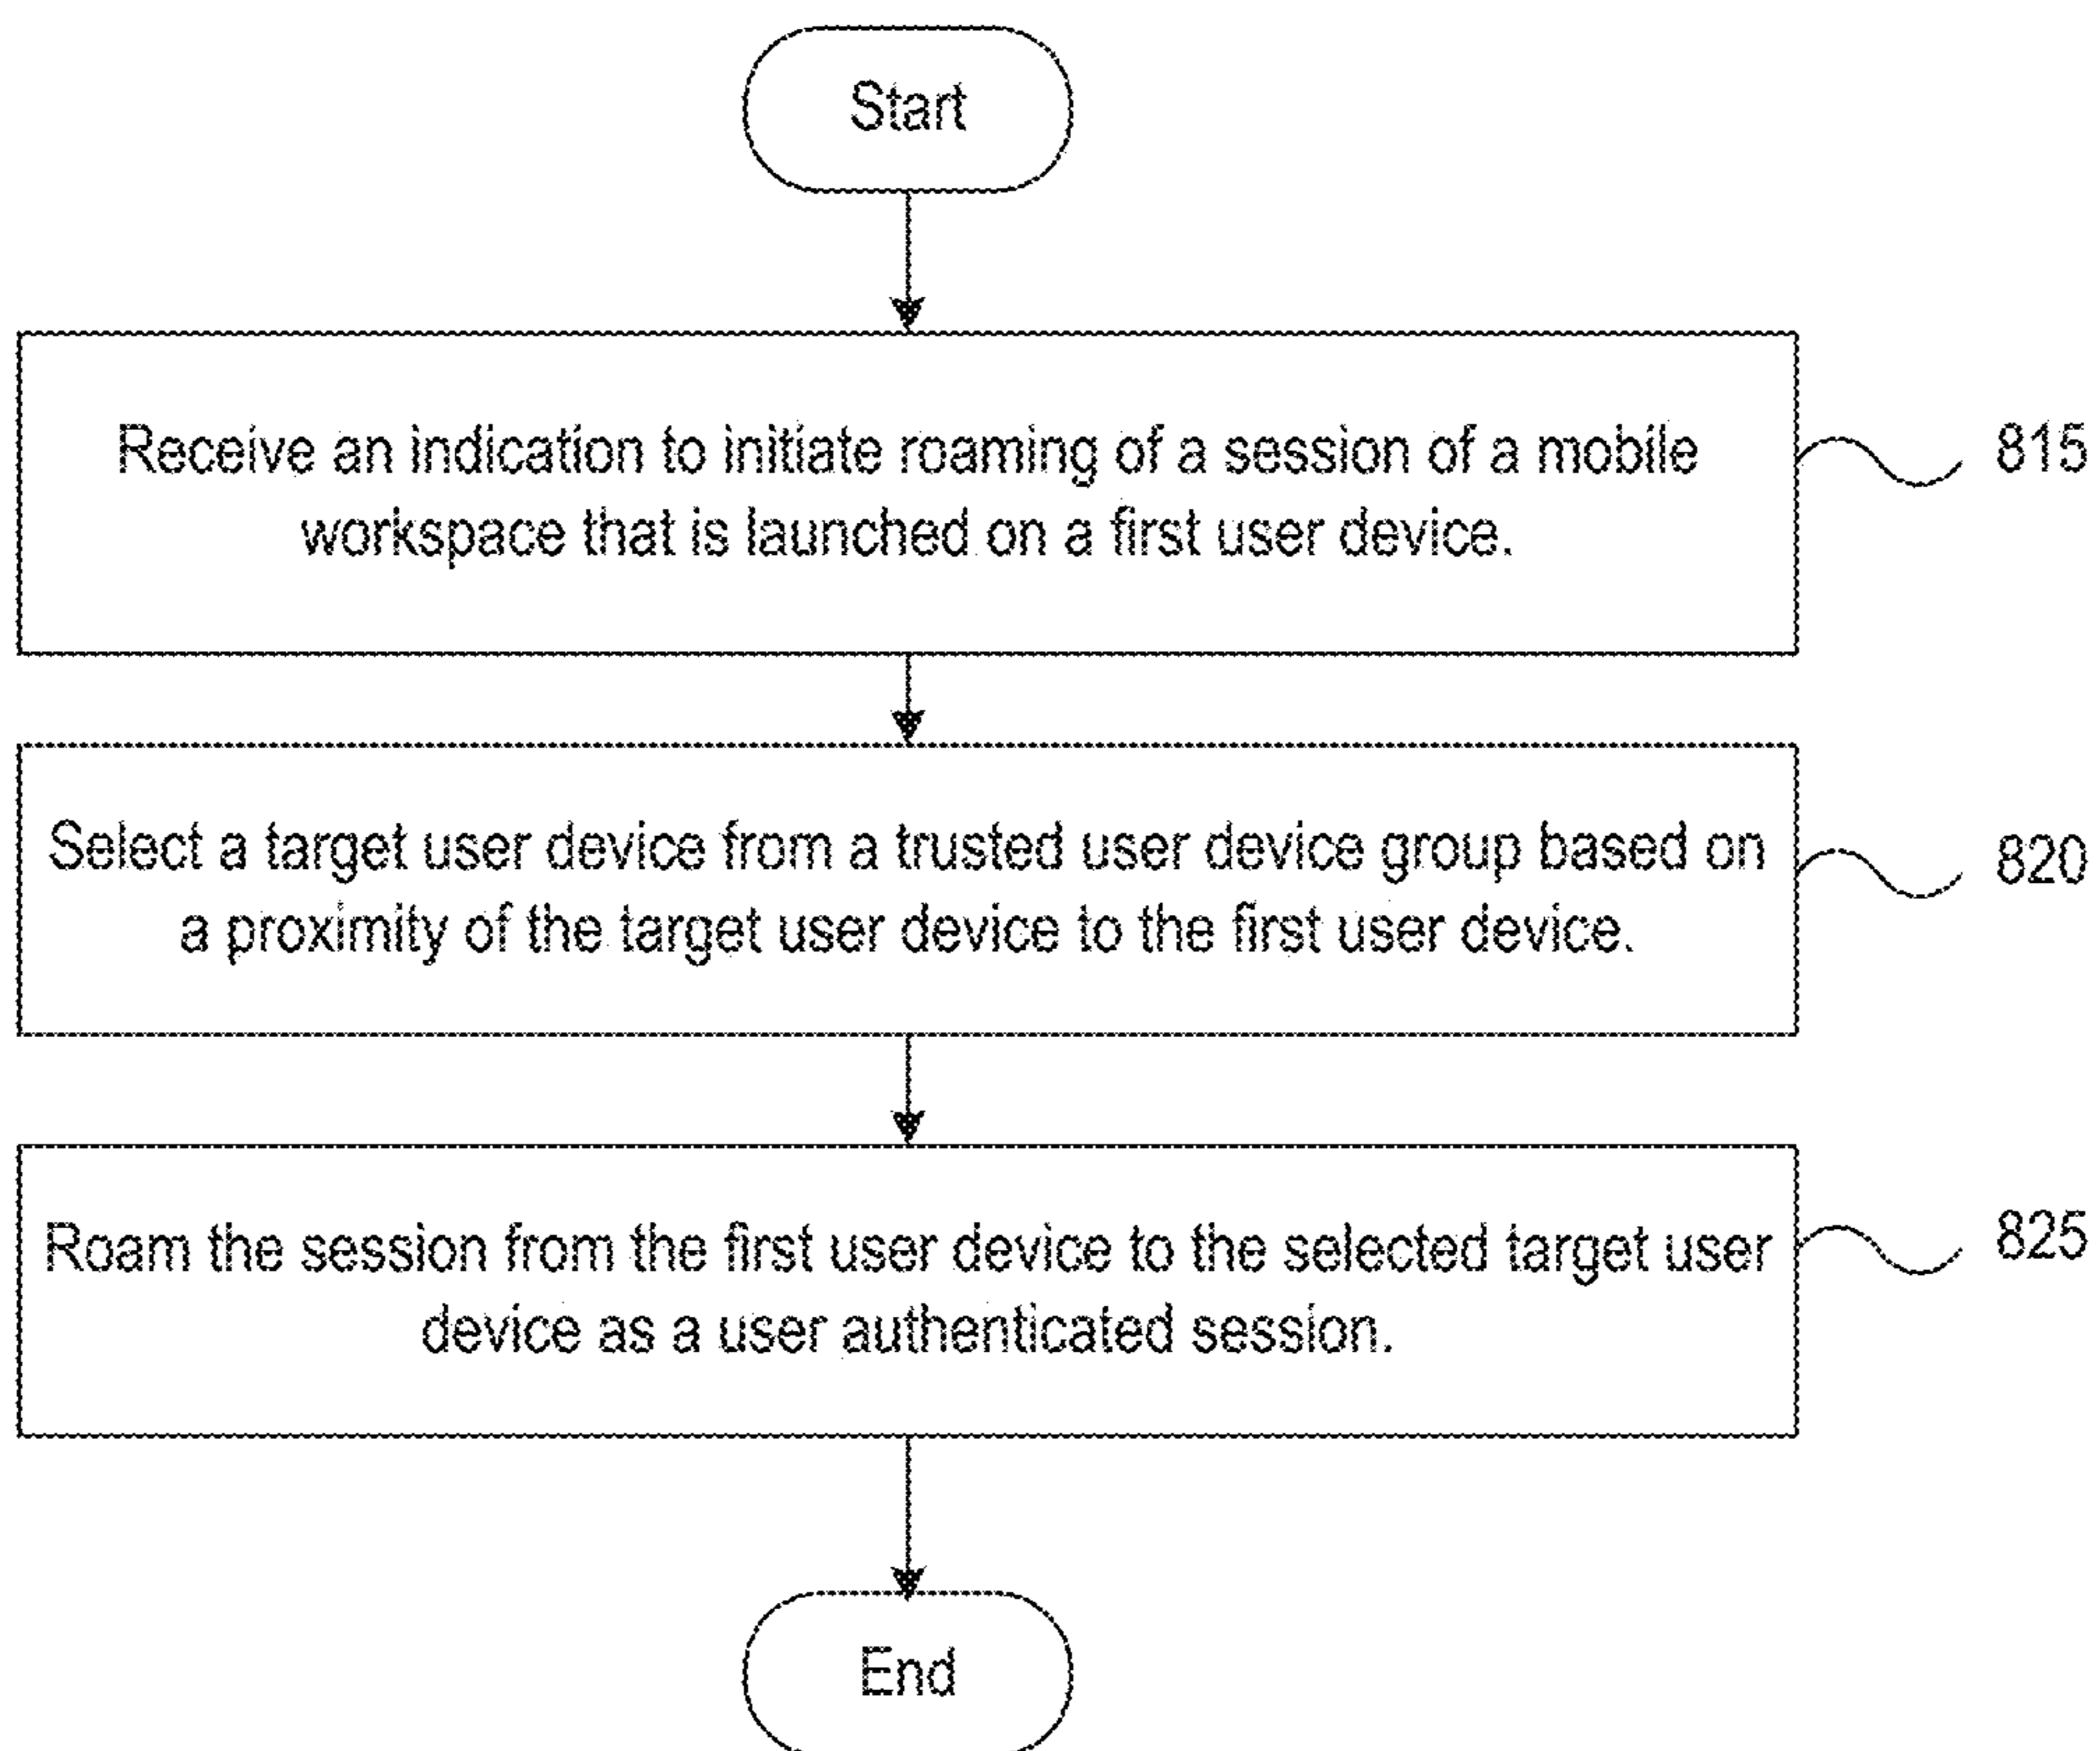 Start
Receive an indication to initiate roaming of a session of a mobile
workspace that is launched on a first user device.
815
Select a target user device from a trusted user device group based on
a proximity of the target user device to the first user device.
820
Roam the session from the first user device to the selected target user
device as a user authenticated session.
825
End